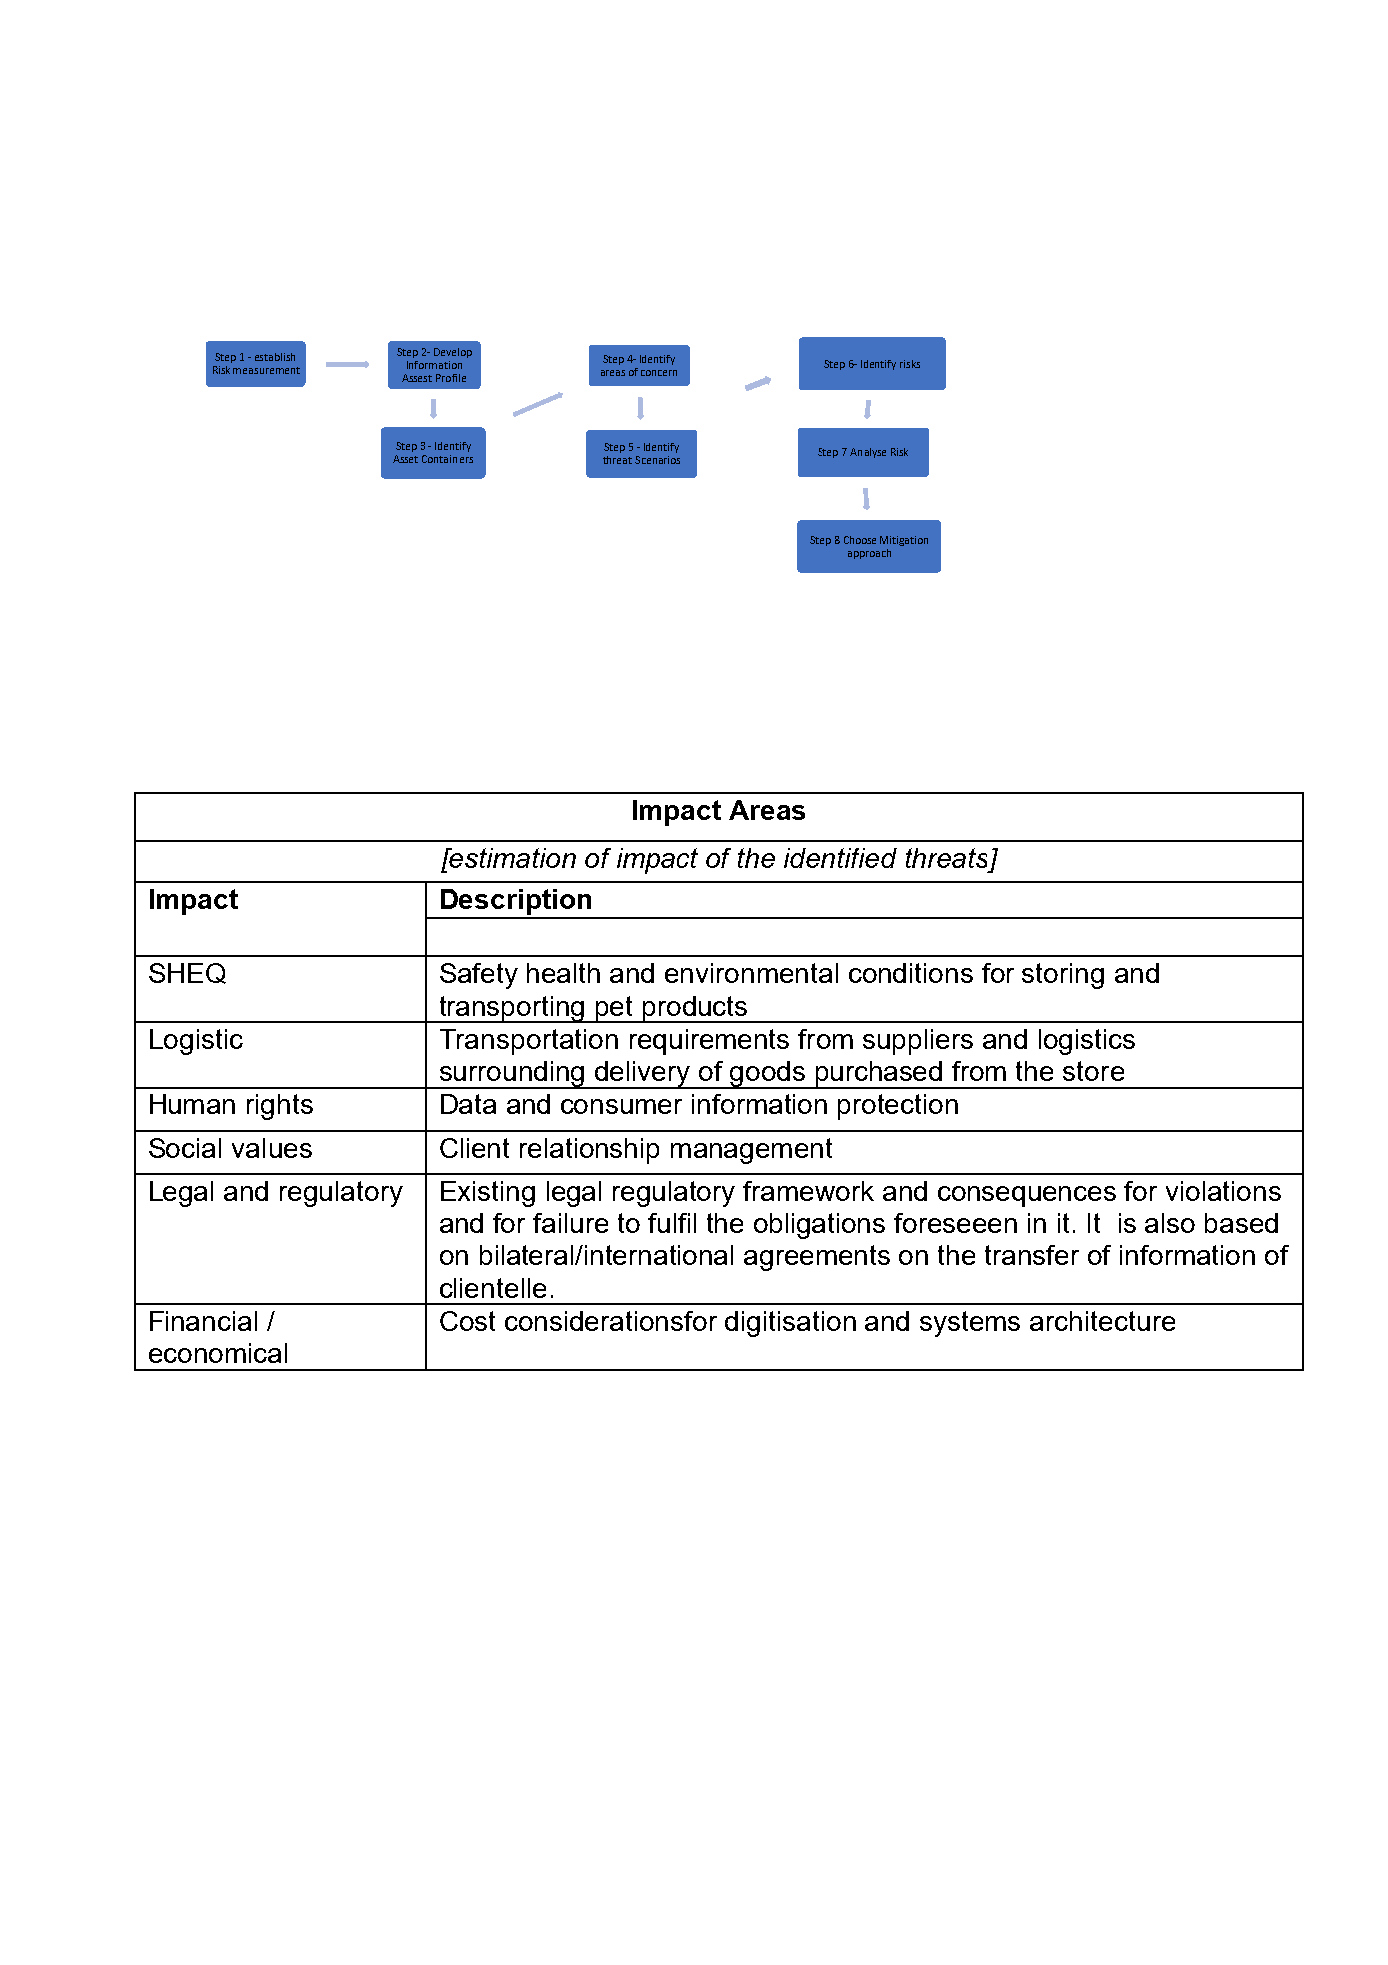 Step 1 - establish
Risk measurement
Step 2- Develop
Information
Assest Profile
Step 3 - Identify
Asset Containers
Step 4- Identify
areas of concern
Step 5 - Identify
threat Scenarios
Step 6- Identify risks
Step 7 Analyse Risk
Step 8 Choose Mitigation
approach
Impact Areas
[estimation of impact of the identified threats]
Impact
Description
SHEQ
Safety health and environmental conditions for storing and
transporting pet products
Logistic
Transportation requirements from suppliers and logistics
surrounding delivery of goods purchased from the store
Human rights
Data and consumer information protection
Social values
Client relationship management
Legal and regulatory
Existing legal regulatory framework and consequences for violations
and for failure to fulfil the obligations foreseeen in it. It  is also based
on bilateral/international agreements on the transfer of information of
clientelle.
Financial /
economical
Cost considerationsfor digitisation and systems architecture